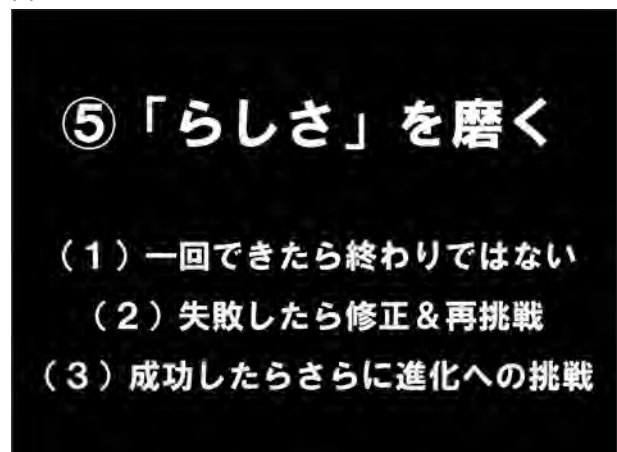 ⑤「らしさ」を磨く
（１）一回できたら終わりではない
（２）失敗したら修正＆再挑戦
（３）成功したらさらに進化への挑戦